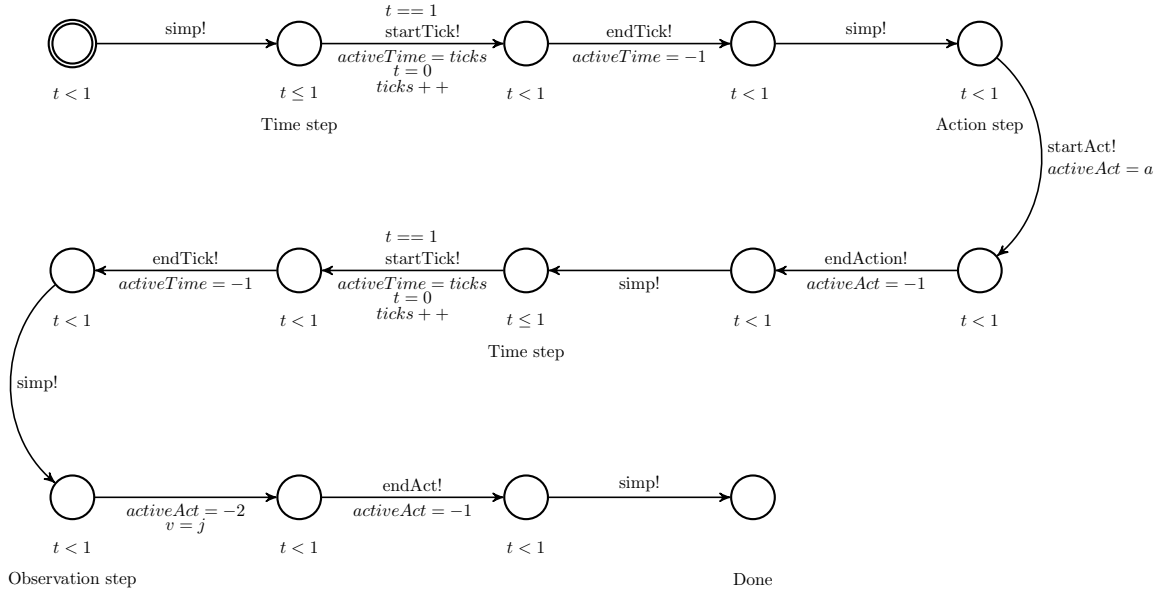 t == 1
simp!
startTick!
endTick!
simp!
activeTime = ticks
activeTime = −1
t = 0
ticks + +
t < 1
t ≤ 1
t < 1
t < 1
t < 1
Time step
Action step
startAct!
activeAct = a
t == 1
endTick!
startTick!
endAction!
activeTime = −1
activeTime = ticks
simp!
activeAct = −1
t = 0
ticks + +
t < 1
t < 1
t ≤ 1
t < 1
t < 1
Time step
simp!
endAct!
simp!
activeAct = −2
activeAct = −1
v = j
t < 1
t < 1
t < 1
Observation step
Done